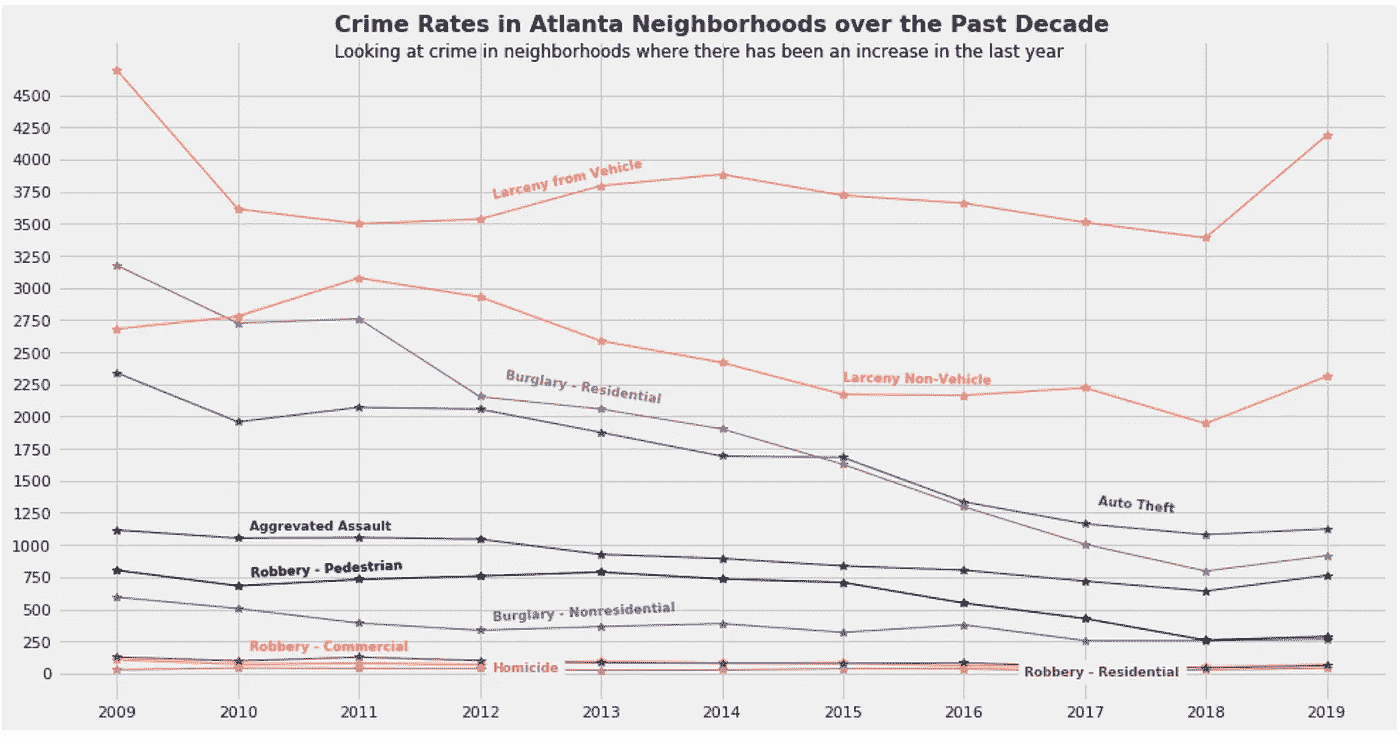 Crime Rates in Atlanta Neighborhoods over the Past Decade
Looking at crime in neighborhoods where there has been an increase in the last year
4500
4250
4000
3750
3500
3250
3000
2750
2500
2250
2000
1750
1500
1250
1000
750
500
250
0
Larceny from Vehicle
Burglary - Residential
Larceny Non-Vehicle
Auto Theft
Aggrevated Assault
Robbery - Pedestrian
Burglary - Nonresidential
Robbery - Commercial
Homicide
Robbery - Residential
2009 2010 2011 2012 2013 2014 2015 2016 2017 2018 2019